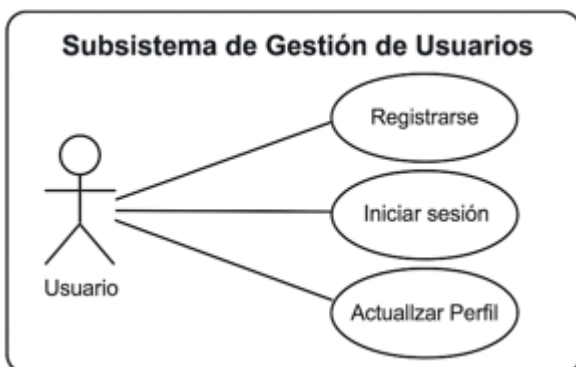 Subsistema de Gestión de Usuarios
Registrarse
Iniciar sesión
Usuario
Actuallzar Perfil